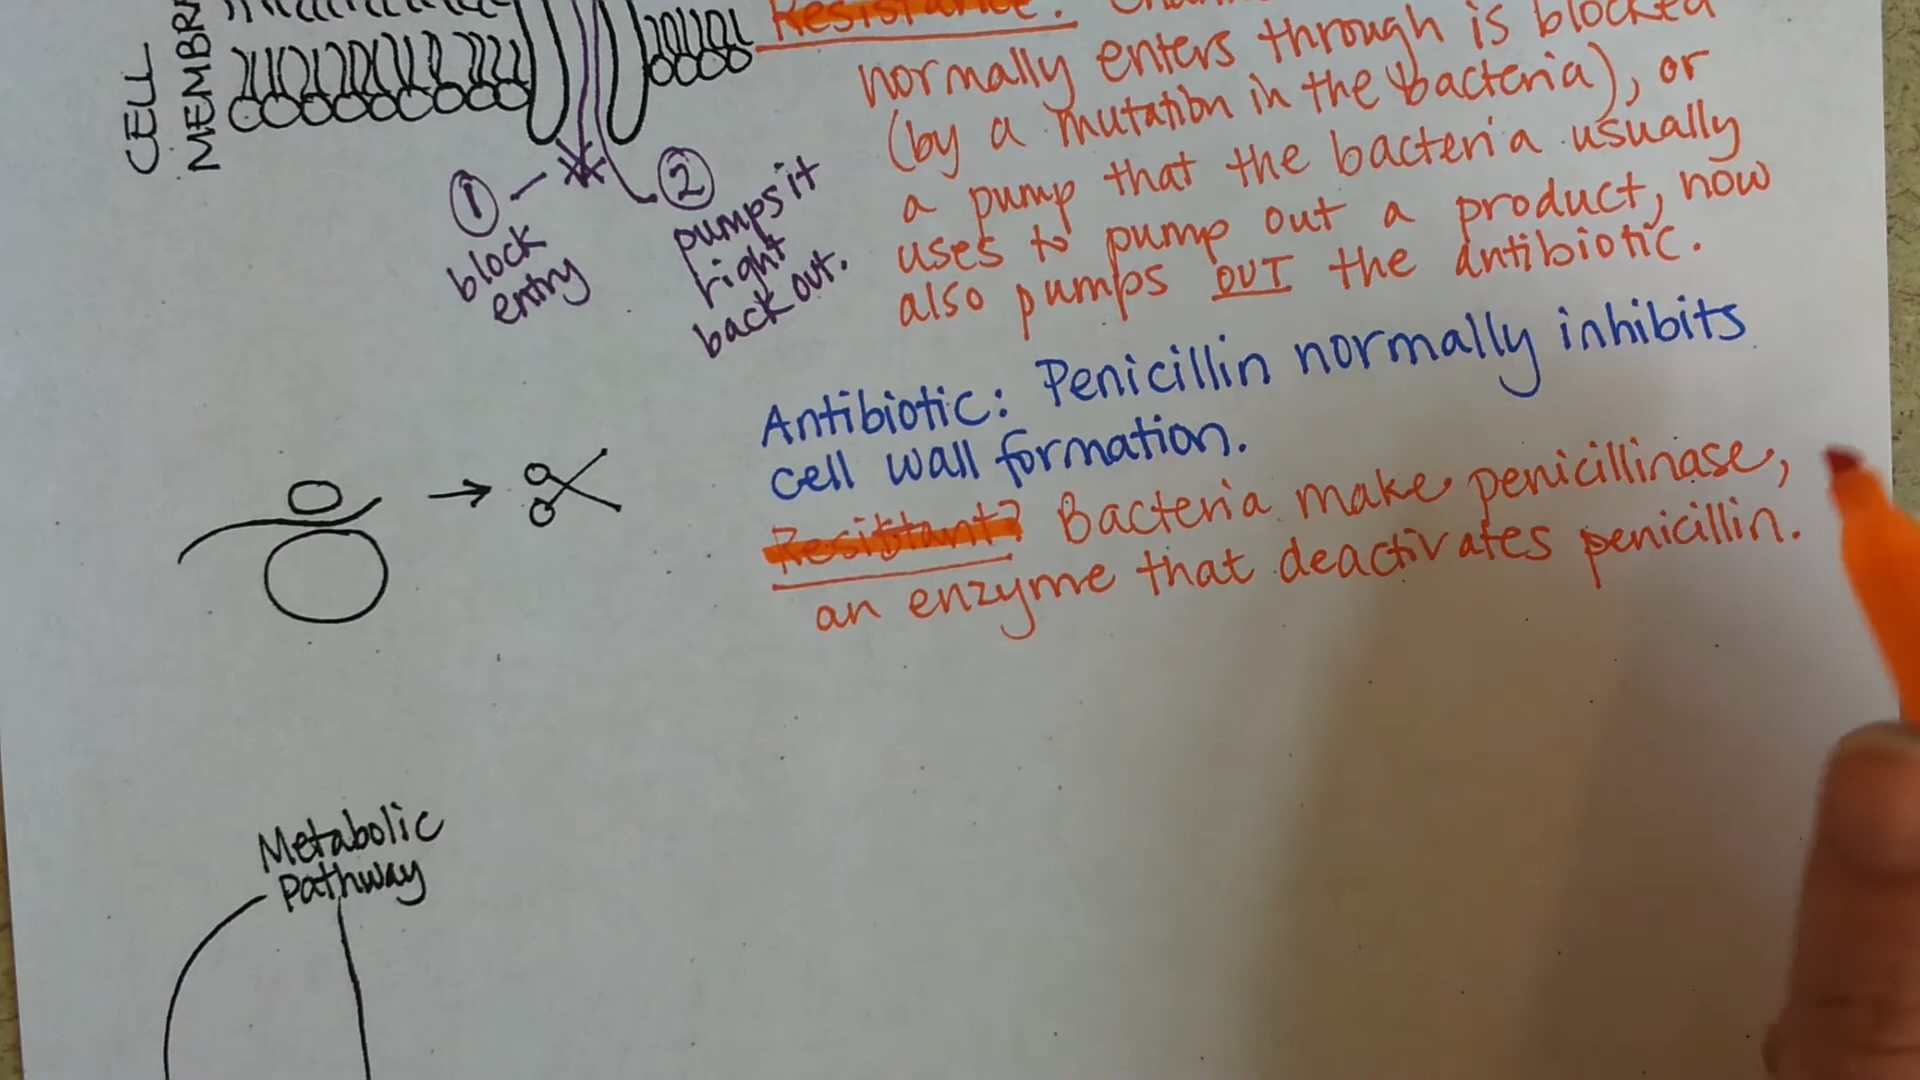 CELL
MEMBR
Resistance:
normally enters through is blocked
(by a mutation in the bacteria), or
a pump that the bacteria usually
uses to pump out a product, now
also pumps OUT the antibiotic.
1
block
entry
2
pumps it
right
back out.
Antibiotic: Penicillin normally inhibits
cell wall formation.
Resistant? Bacteria make penicillinase,
an enzyme that deactivates penicillin.
Metabolic
Pathway